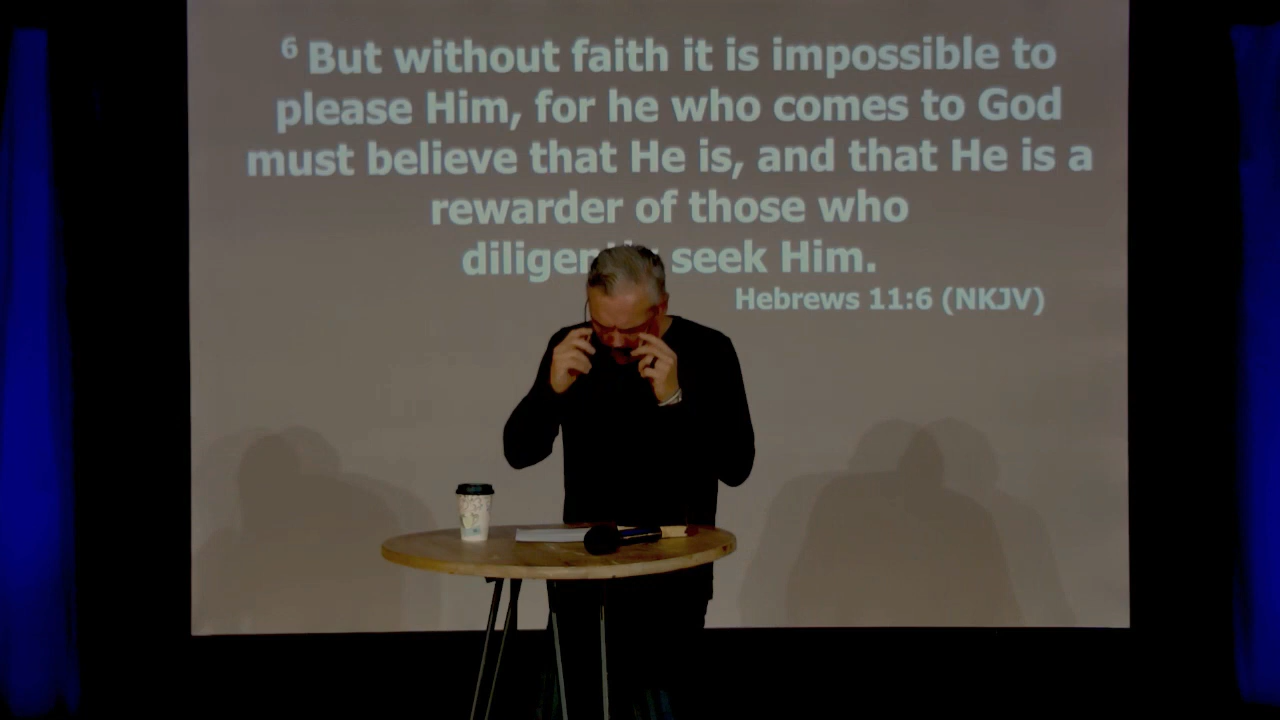 6 But without faith it is impossible to
please Him, for he who comes to God
must believe that He is, and that He is a
rewarder of those who
seek Him.
Hebrews 11:6 (NKJV)